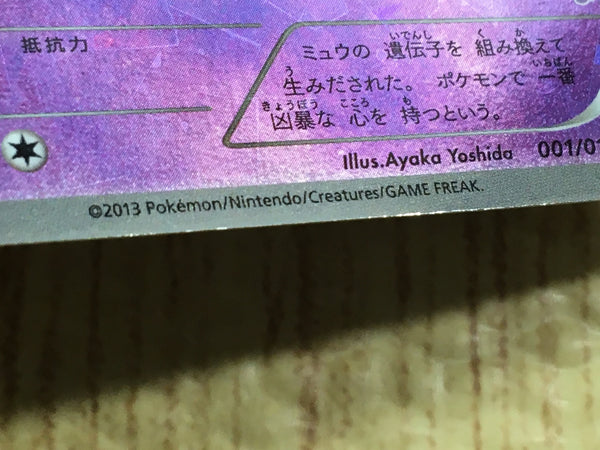 抵抗力
ミュウの 遺伝子を 組み換えて
生みだされた。 ポケモンで 一番
凶暴な 心を 持つという。
Illus.Ayaka Yoshida 001/01
©2013 Pokémon/Nintendo/Creatures/GAME FREAK.